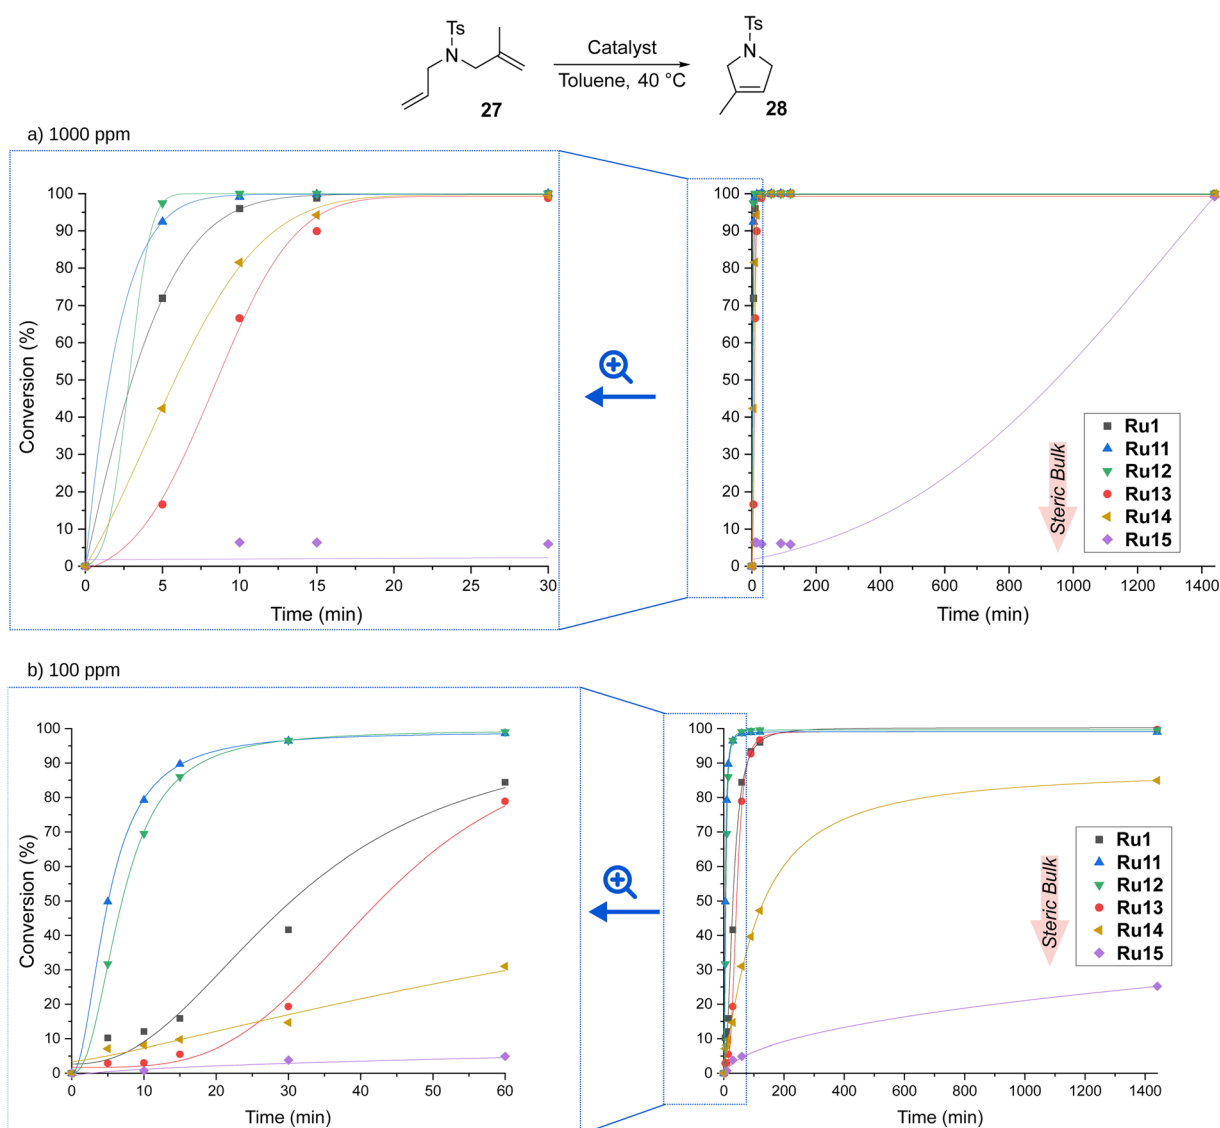 Ts
N
Catalyst
Toluene, 40 °C
Ts
N
27
28
a) 1000 ppm
100
90
80
70
60
50
40
30
20
10
0
Conversion (%)
0
5
10
15
20
25
30
Time (min)
100
90
80
70
60
50
40
30
20
10
0
0
200
400
600
800
1000
1200
1400
Time (min)
Steric Bulk
Ru1
Ru11
Ru12
Ru13
Ru14
Ru15
b) 100 ppm
100
90
80
70
60
50
40
30
20
10
0
Conversion (%)
0
10
20
30
40
50
60
Time (min)
100
90
80
70
60
50
40
30
20
10
0
0
200
400
600
800
1000
1200
1400
Time (min)
Steric Bulk
Ru1
Ru11
Ru12
Ru13
Ru14
Ru15